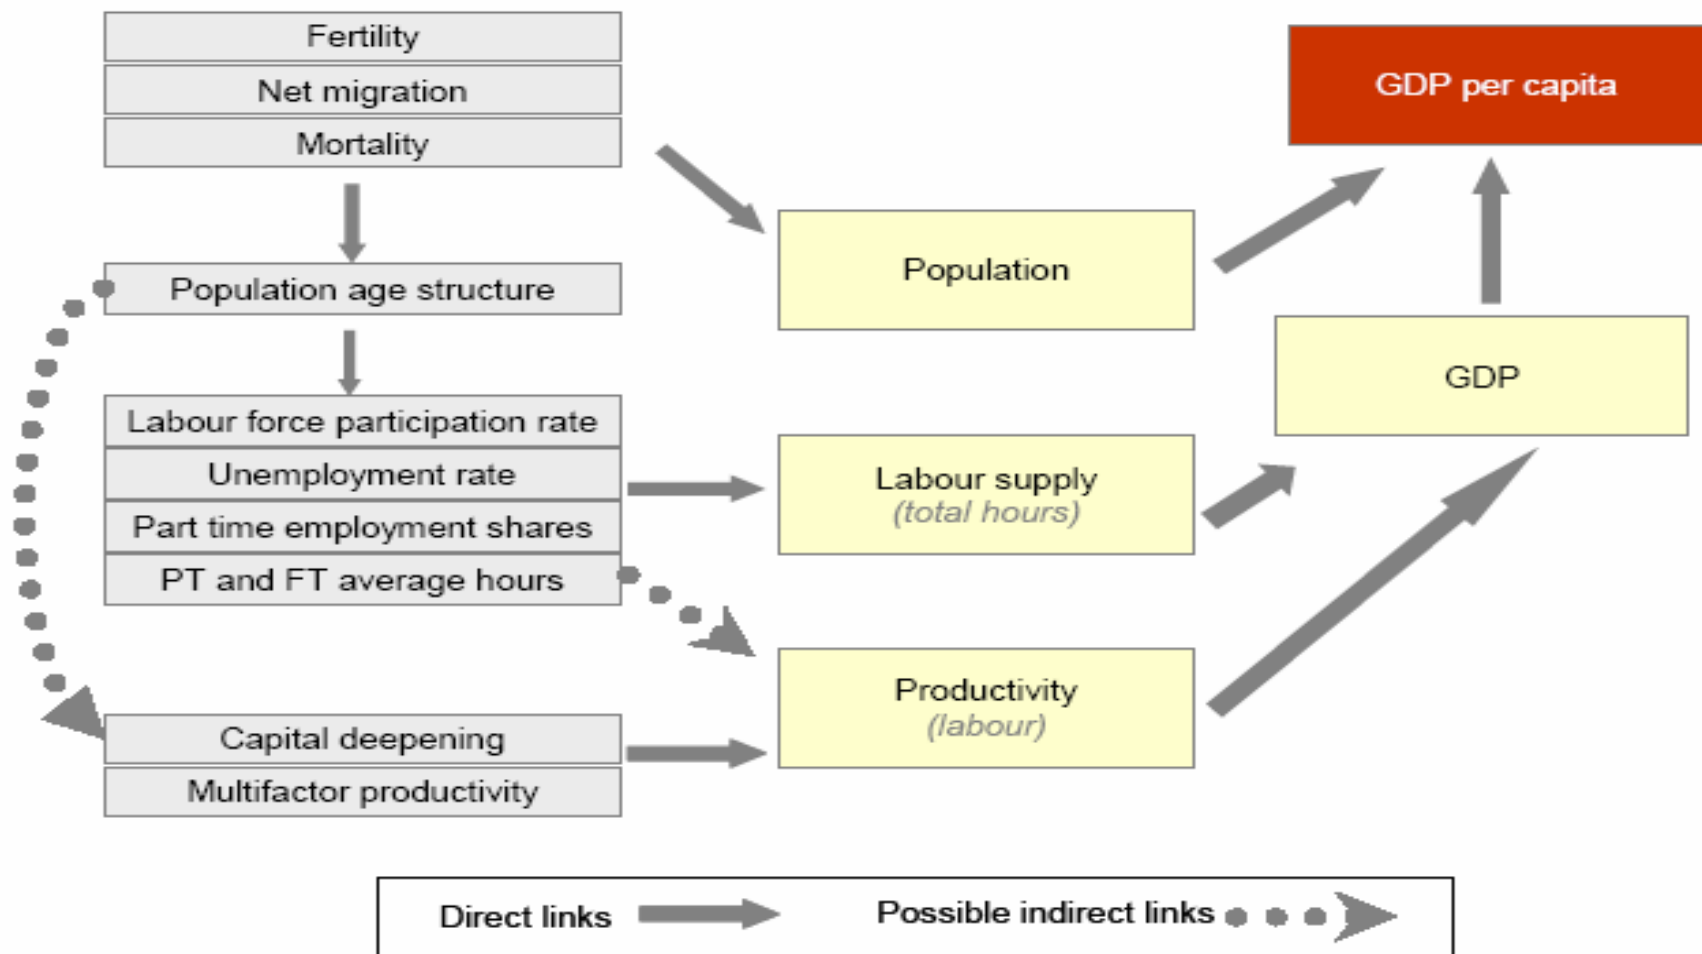 Fertility
Net migration
Mortality
GDP per capita
Population age structure
Population
GDP
Labour force participation rate
Unemployment rate
Part time employment shares
PT and FT average hours
Labour supply
(total hours)
Productivity
(labour)
Capital deepening
Multifactor productivity
Direct links
Possible indirect links